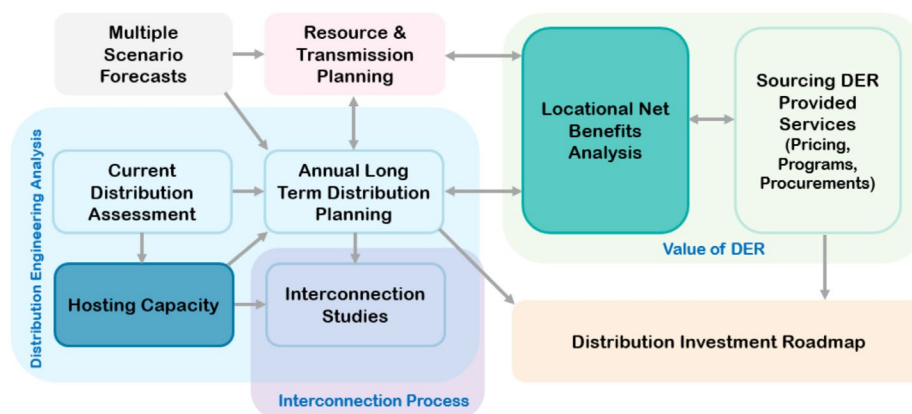 Multiple
Scenario
Forecasts
Resource &
Transmission
Planning
Locational Net
Benefits
Analysis
Sourcing DER
Provided
Services
(Pricing,
Programs,
Procurements)
Value of DER
Distribution Engineering Analysis
Current
Distribution
Assessment
Annual Long
Term Distribution
Planning
Hosting Capacity
Interconnection
Studies
Interconnection Process
Distribution Investment Roadmap